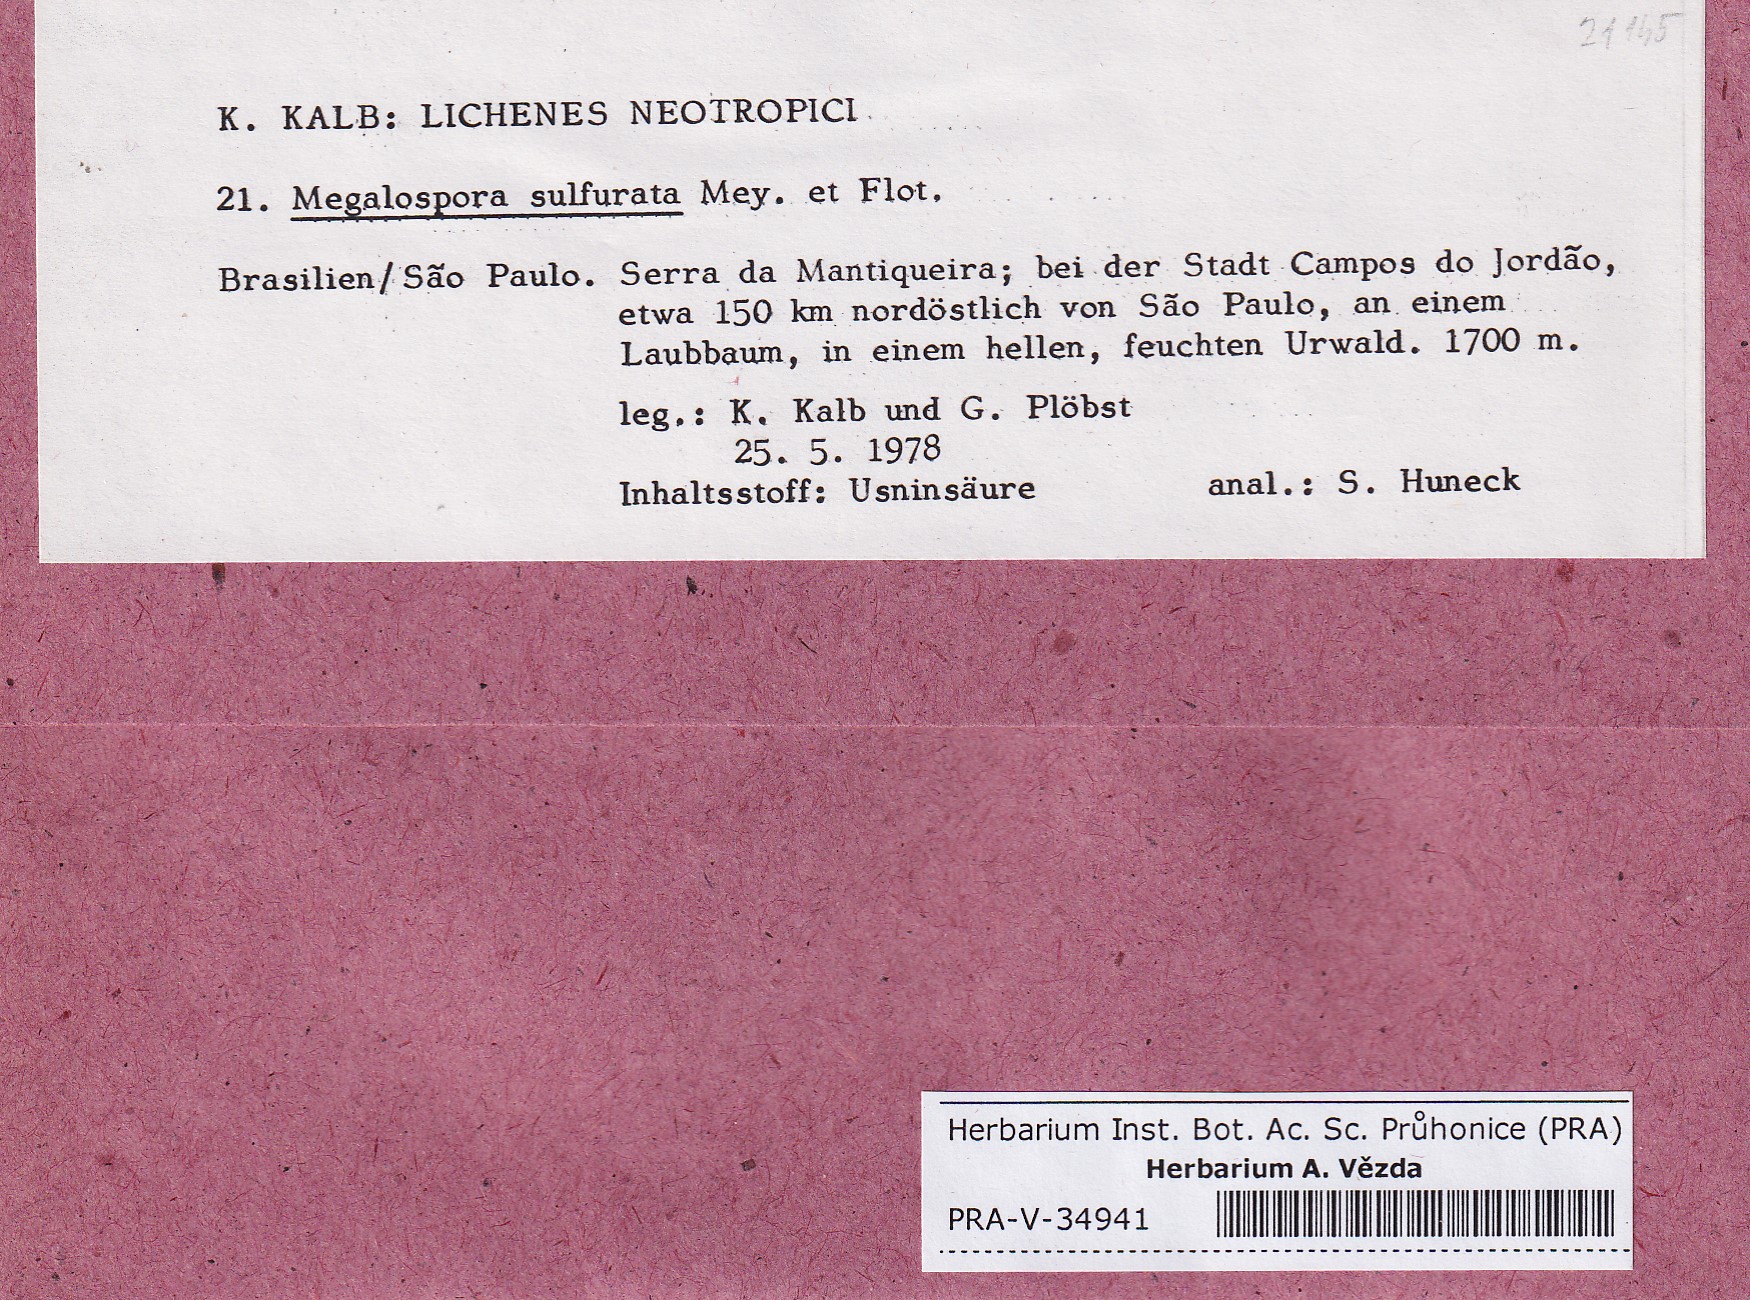 21145
K. KALB: LICHENES NEOTROPICI
21. Megalospora sulfurata Mey. et Flot.
Brasilien/São Paulo. Serra da Mantiqueira; bei der Stadt Campos do Jordão,
etwa 150 km nordöstlich von São Paulo, an einem
Laubbaum, in einem hellen, feuchten Urwald. 1700 m.
leg.: K. Kalb und G. Plöbst
25. 5. 1978
Inhaltsstoff: Usninsäure anal.: S. Huneck
Herbarium Inst. Bot. Ac. Sc. Průhonice (PRA)
Herbarium A. Vězda
PRA-V-34941